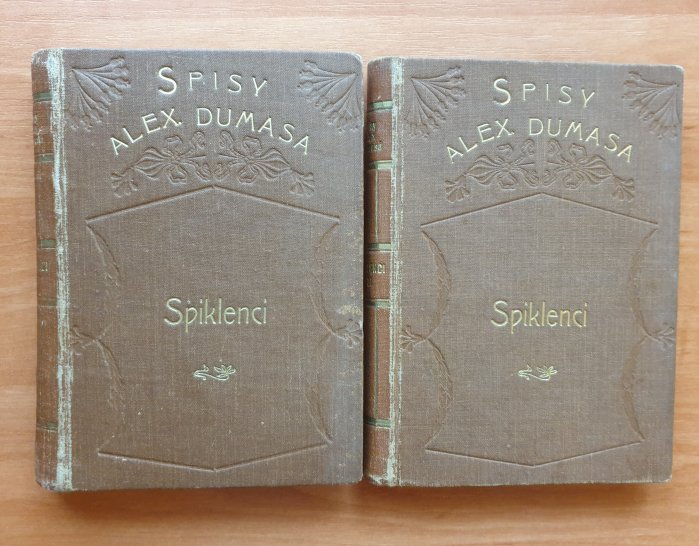 SPISY
ALEX. DUMASA
Spiklenci
SPISY
ALEX. DUMASA
Spiklenci